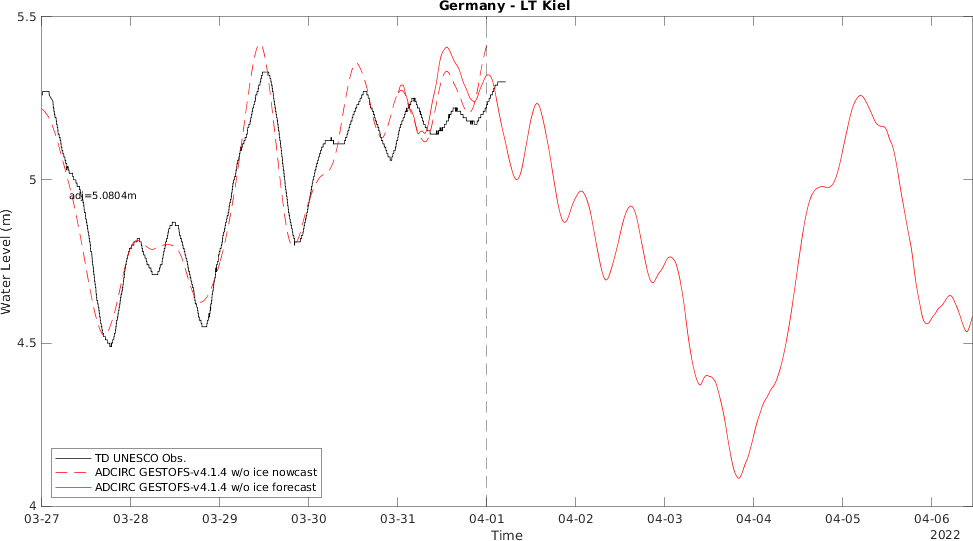 Germany - LT Kiel
5.5
5
4.5
4
Water Level (m)
adj=5.0804m
TD UNESCO Obs.
ADCIRC GESTOFS-v4.1.4 w/o ice nowcast
ADCIRC GESTOFS-v4.1.4 w/o ice forecast
03-27 03-28 03-29 03-30 03-31 04-01 04-02 04-03 04-04 04-05 04-06
Time
2022